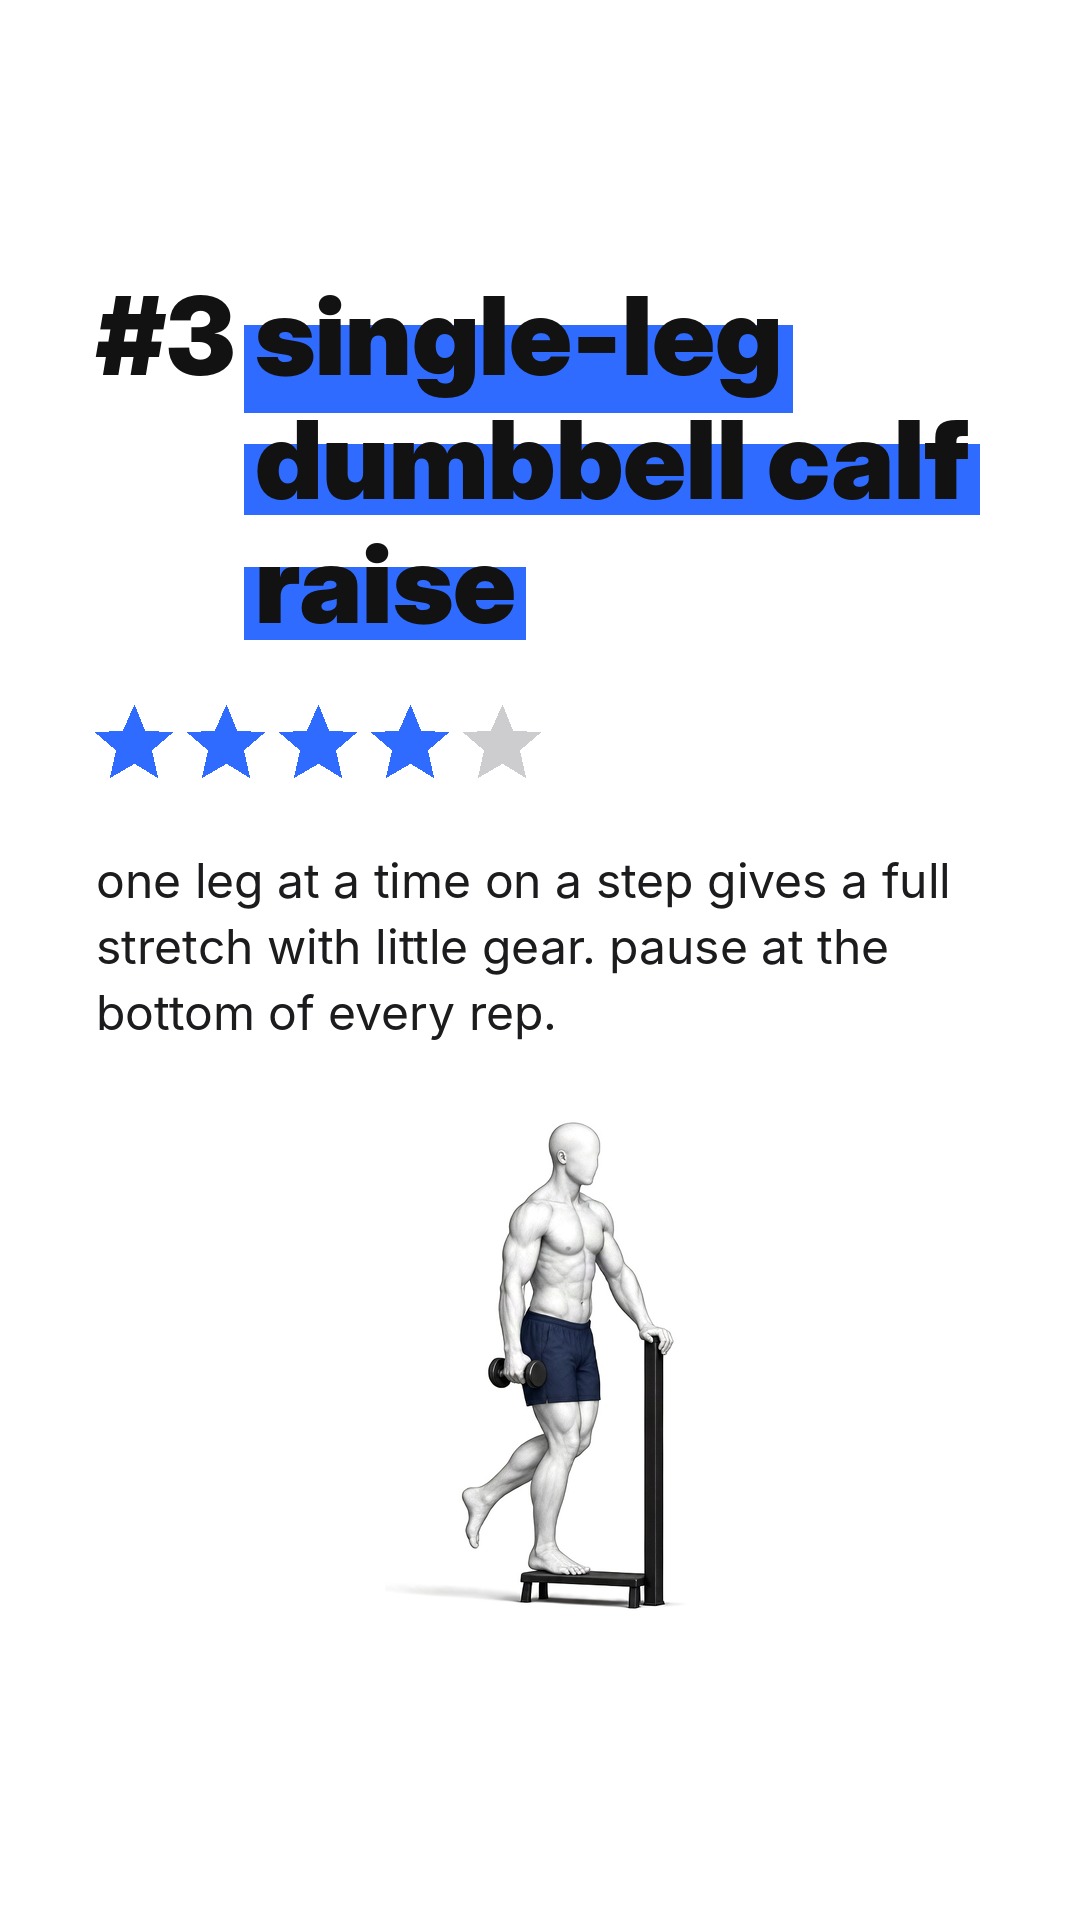 #3 single-leg
dumbbell calf
raise
one leg at a time on a step gives a full
stretch with little gear. pause at the
bottom of every rep.